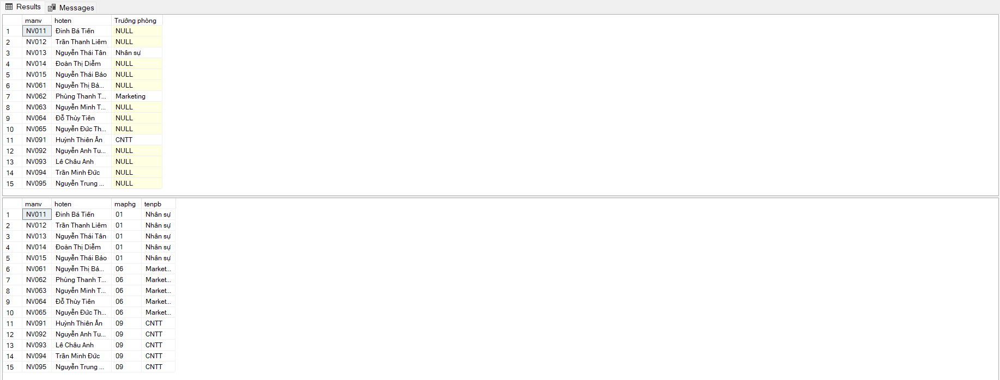 Results Messages
manv hoten Trưởng phòng
1 NV011 Đinh Bá Tiến NULL
2 NV012 Trần Thanh Liêm NULL
3 NV013 Nguyễn Thái Tân Nhân sự
4 NV014 Đoàn Thị Diễm NULL
5 NV015 Nguyễn Thái Bảo NULL
6 NV061 Nguyễn Thị Bả... NULL
7 NV062 Phùng Thanh T... Marketing
8 NV063 Nguyễn Minh T... NULL
9 NV064 Đỗ Thùy Tiên NULL
10 NV065 Nguyễn Đức Th... NULL
11 NV091 Huỳnh Thiên Ân CNTT
12 NV092 Nguyễn Anh Tu... NULL
13 NV093 Lê Châu Anh NULL
14 NV094 Trần Minh Đức NULL
15 NV095 Nguyễn Trung ... NULL
manv hoten maphg tenpb
1 NV011 Đinh Bá Tiến 01 Nhân sự
2 NV012 Trần Thanh Liêm 01 Nhân sự
3 NV013 Nguyễn Thái Tân 01 Nhân sự
4 NV014 Đoàn Thị Diễm 01 Nhân sự
5 NV015 Nguyễn Thái Bảo 01 Nhân sự
6 NV061 Nguyễn Thị Bả... 06 Market...
7 NV062 Phùng Thanh T... 06 Market...
8 NV063 Nguyễn Minh T... 06 Market...
9 NV064 Đỗ Thùy Tiên 06 Market...
10 NV065 Nguyễn Đức Th... 06 Market...
11 NV091 Huỳnh Thiên Ân 09 CNTT
12 NV092 Nguyễn Anh Tu... 09 CNTT
13 NV093 Lê Châu Anh 09 CNTT
14 NV094 Trần Minh Đức 09 CNTT
15 NV095 Nguyễn Trung ... 09 CNTT